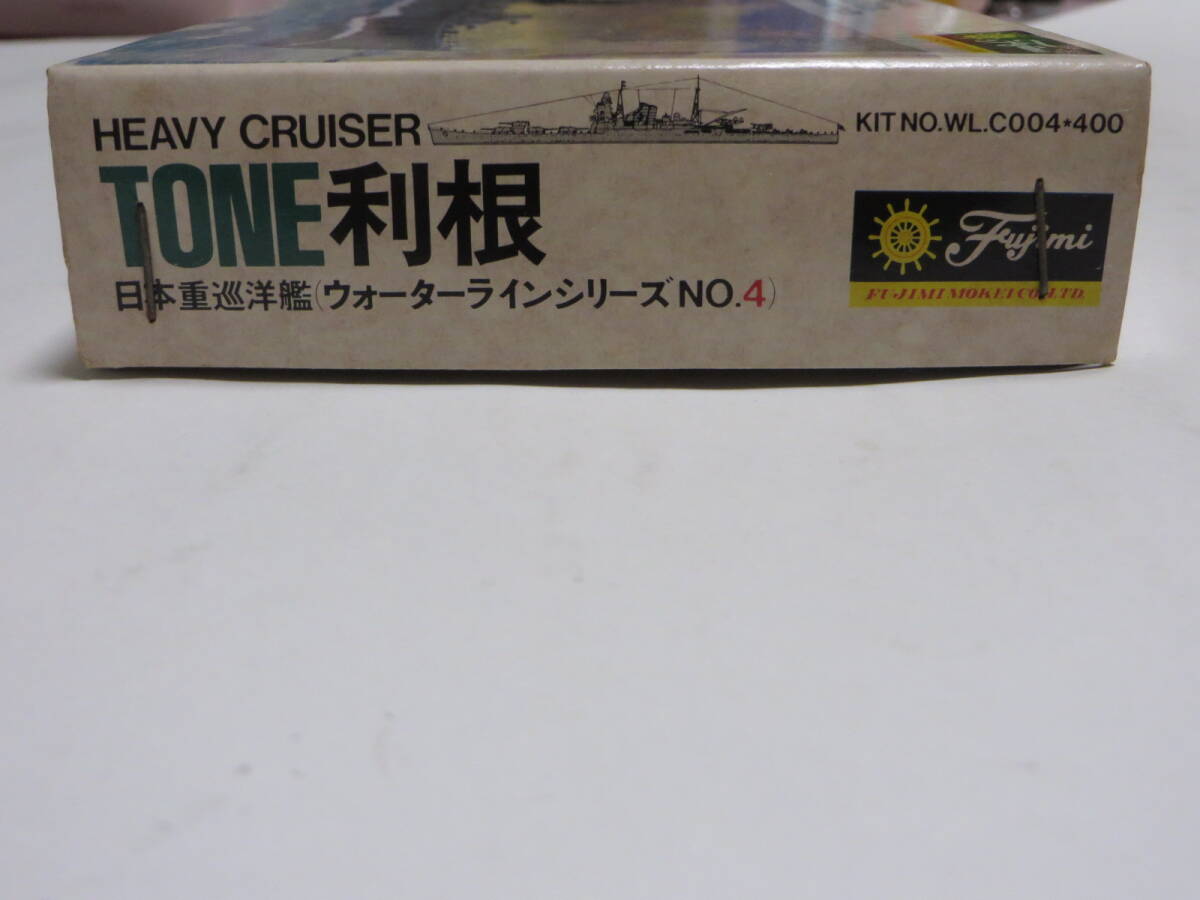 HEAVY CRUISER
KIT NO.WL.C004★400
TONE利根
日本重巡洋艦(ウォーターラインシリーズNO.4)
Fujimi
FUJIMI MOKEI CO., LTD.